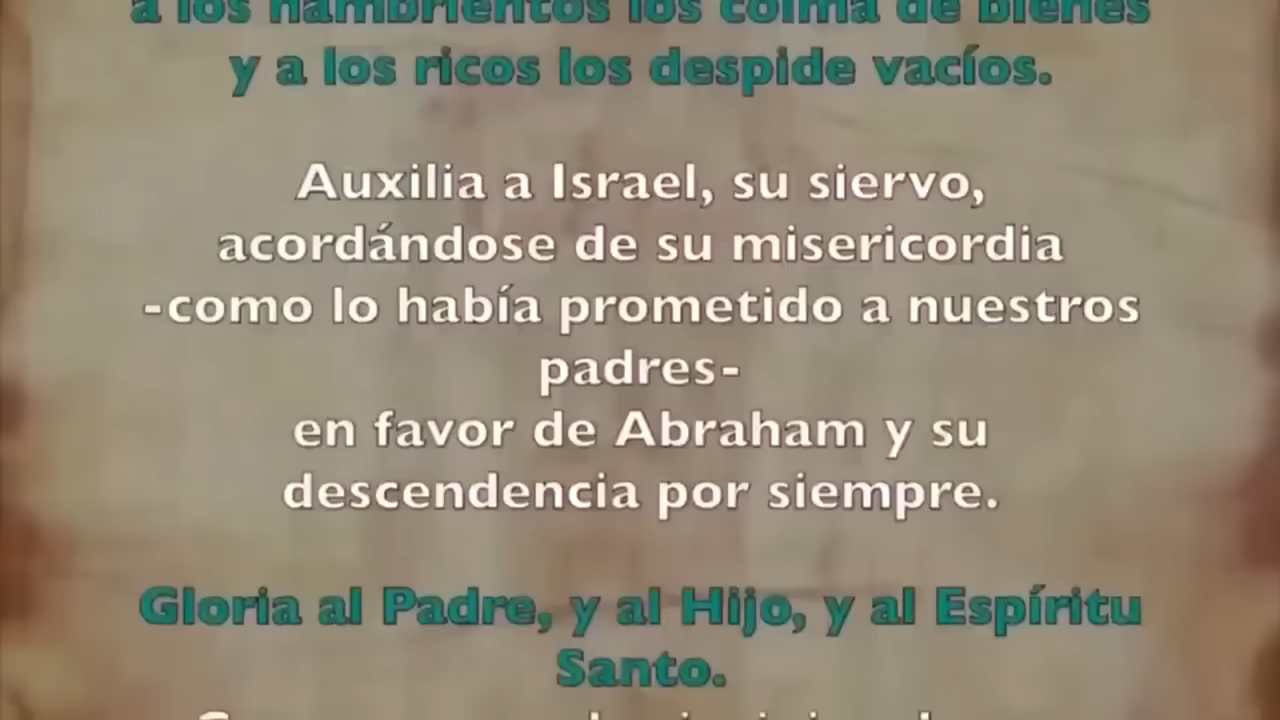 a los hambrientos los colma de bienes
y a los ricos los despide vacíos.
Auxilia a Israel, su siervo,
acordándose de su misericordia
-como lo había prometido a nuestros
padres-
en favor de Abraham y su
descendencia por siempre.
Gloria al Padre, y al Hijo, y al Espíritu
Santo.